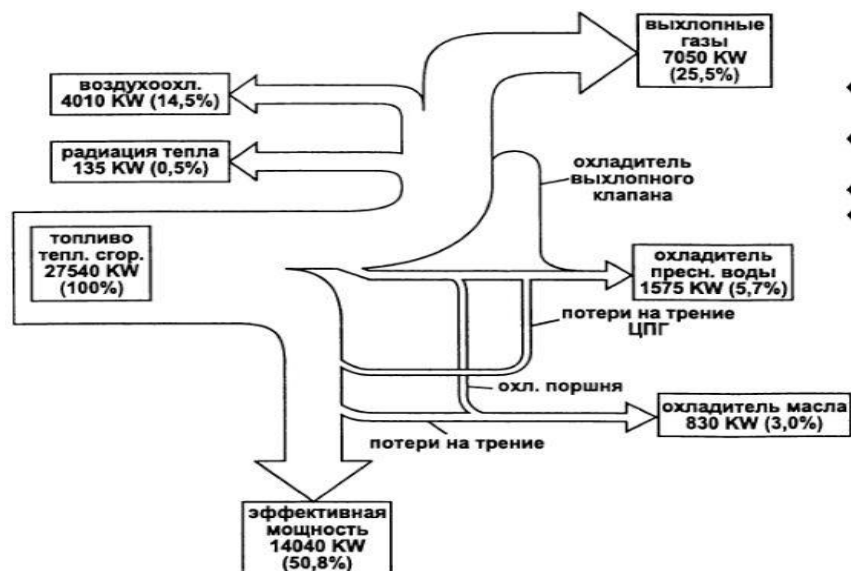 выхлопные
газы
7050 KW
(25,5%)
воздухоохл.
4010 KW (14,5%)
радиация тепла
135 KW (0,5%)
охладитель
выхлопного
клапана
топливо
тепл. сгор.
27540 KW
(100%)
охладитель
пресн. воды
1575 KW (5,7%)
потери на трение
ЦПГ
охл. поршня
охладитель масла
830 KW (3,0%)
потери на трение
эффективная
мощность
14040 KW
(50,8%)